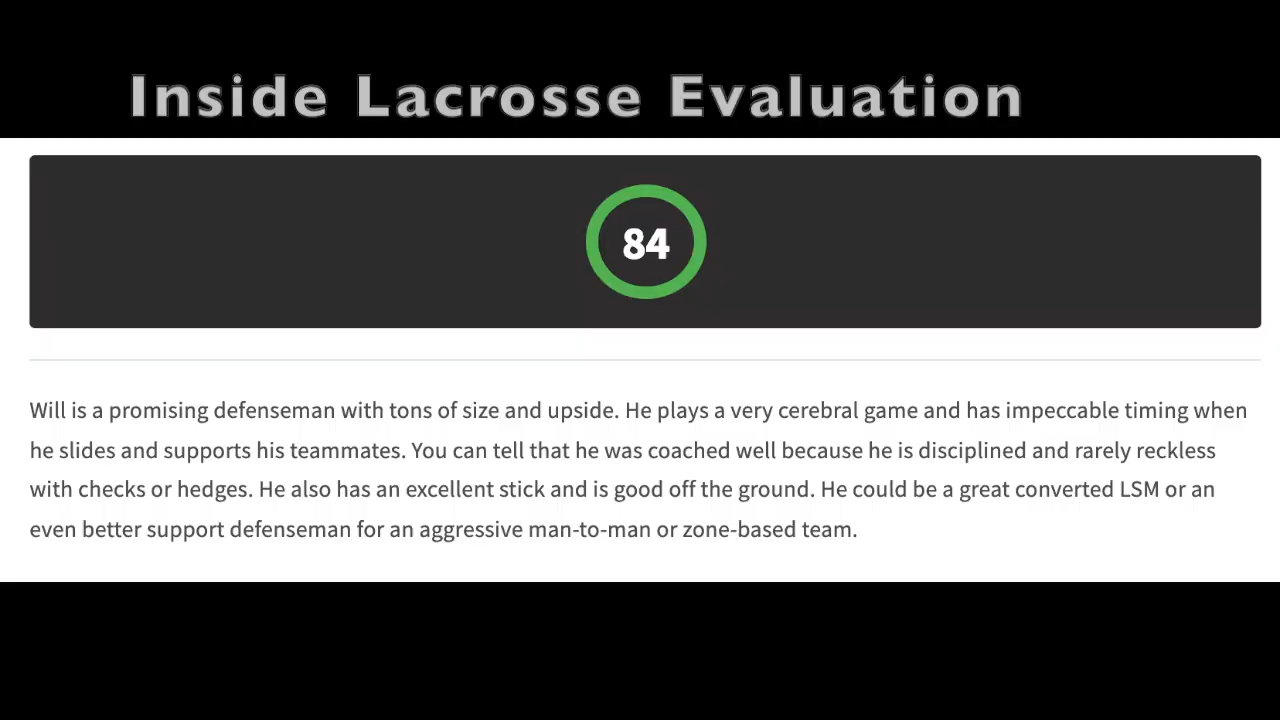 Inside Lacrosse Evaluation
84
Will is a promising defenseman with tons of size and upside. He plays a very cerebral game and has impeccable timing when
he slides and supports his teammates. You can tell that he was coached well because he is disciplined and rarely reckless
with checks or hedges. He also has an excellent stick and is good off the ground. He could be a great converted LSM or an
even better support defenseman for an aggressive man-to-man or zone-based team.